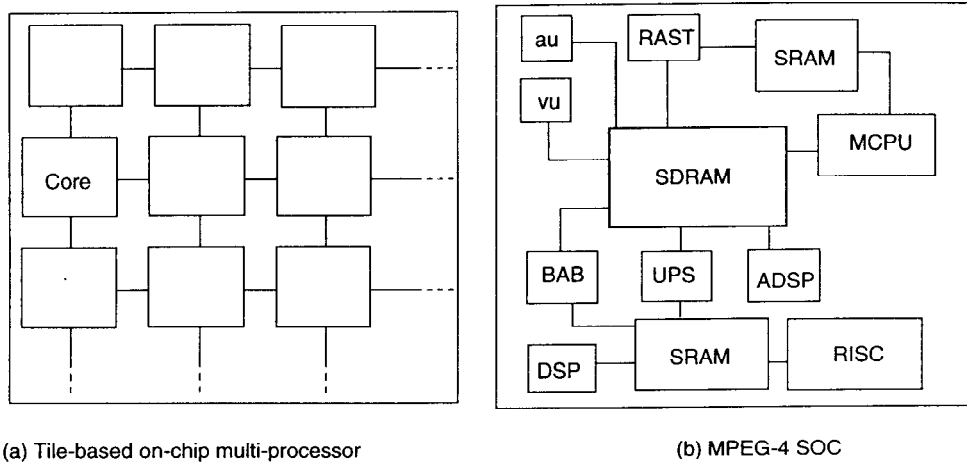 au
RAST
SRAM
vu
MCPU
SDRAM
Core
BAB
UPS
ADSP
DSP
SRAM
RISC
(a) Tile-based on-chip multi-processor
(b) MPEG-4 SOC